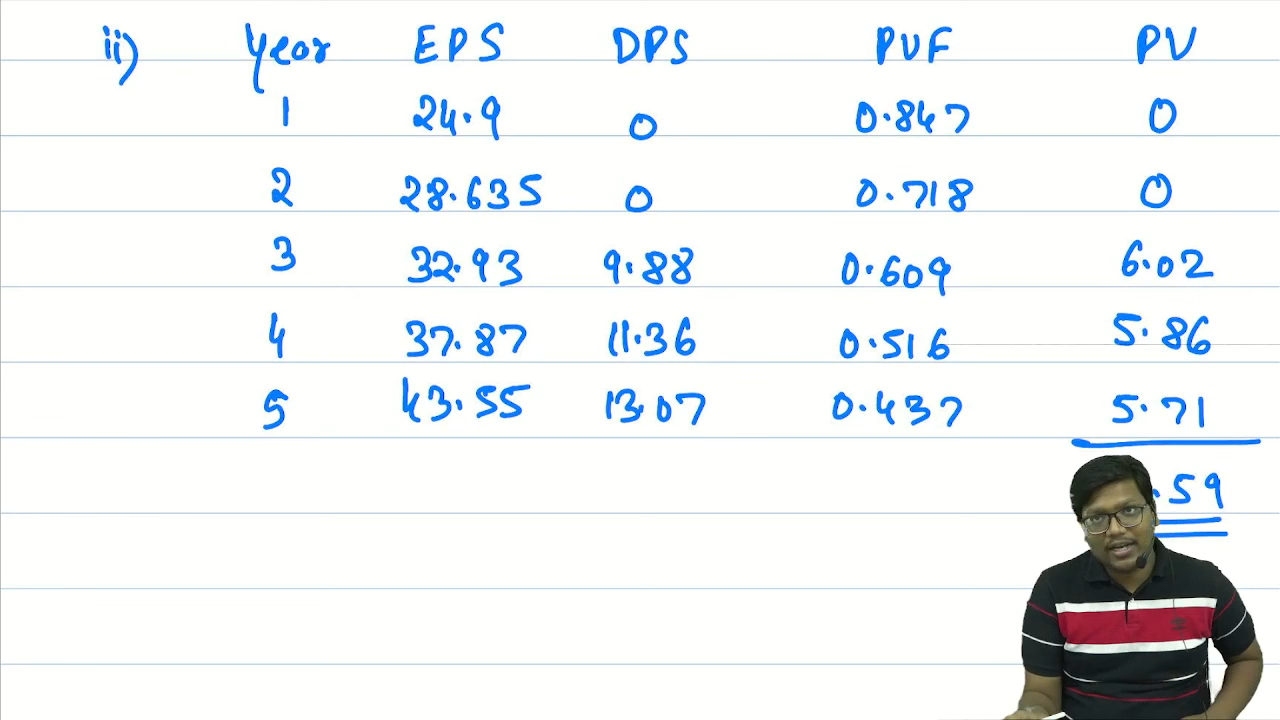 ii) Year EPS DPS PVF PV
1 24.9 0 0.847 0
2 28.635 0 0.718 0
3 32.93 9.88 0.609 6.02
4 37.87 11.36 0.516 5.86
5 43.55 13.07 0.437 5.71
.59